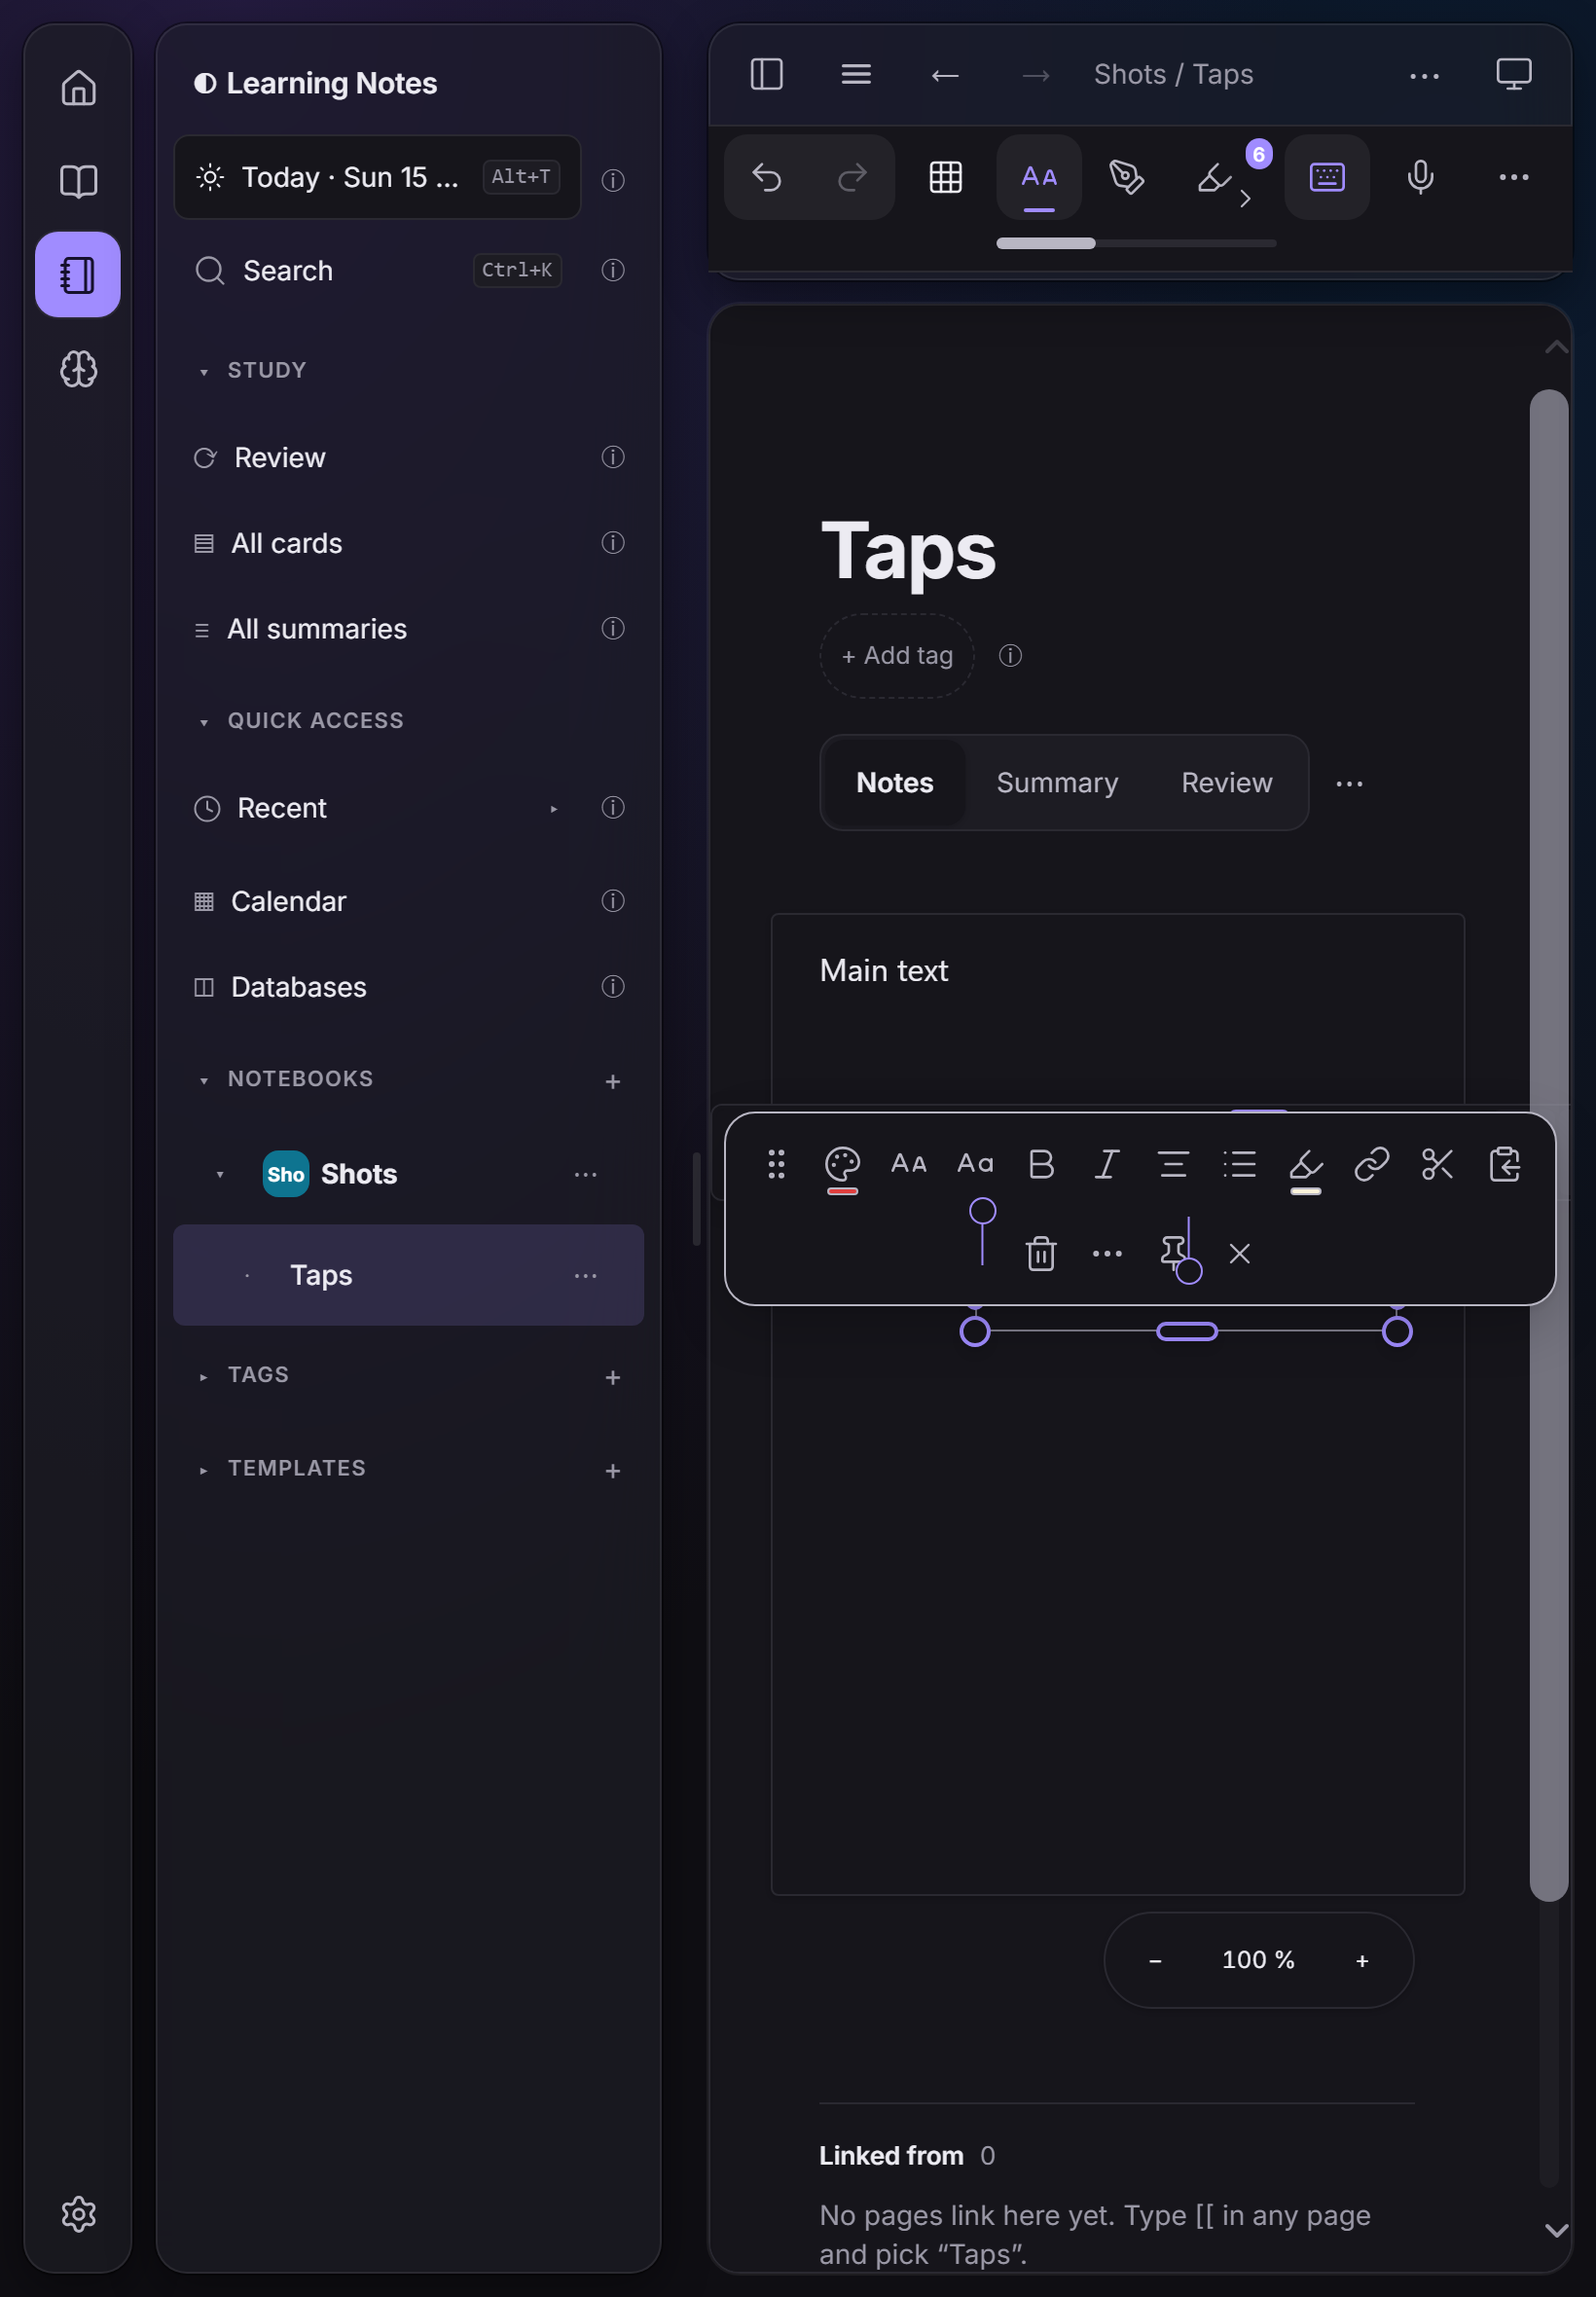 Learning Notes
Today · Sun 15 ... Alt+T
Search Ctrl+K
STUDY
Review
All cards
All summaries
QUICK ACCESS
Recent
Calendar
Databases
NOTEBOOKS
Sho Shots
Taps
TAGS
TEMPLATES
Shots / Taps
6
Taps
+ Add tag
Notes Summary Review
Main text
− 100 % +
Linked from 0
No pages link here yet. Type [[ in any page
and pick “Taps”.